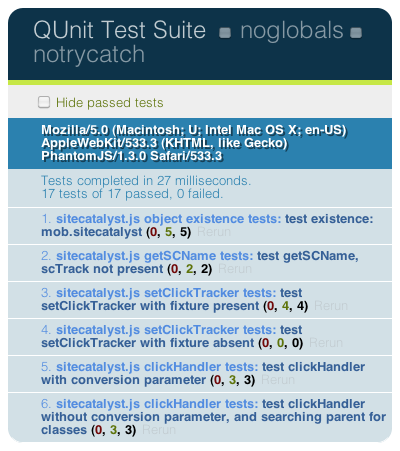 QUnit Test Suite noglobals
notrycatch
Hide passed tests
Mozilla/5.0 (Macintosh; U; Intel Mac OS X; en-US)
AppleWebKit/533.3 (KHTML, like Gecko)
PhantomJS/1.3.0 Safari/533.3
Tests completed in 27 milliseconds.
17 tests of 17 passed, 0 failed.
1. sitecatalyst.js object existence tests: test existence:
mob.sitecatalyst (0, 5, 5) Rerun
2. sitecatalyst.js getSCName tests: test getSCName,
scTrack not present (0, 2, 2) Rerun
3. sitecatalyst.js setClickTracker tests: test
setClickTracker with fixture present (0, 4, 4) Rerun
4. sitecatalyst.js setClickTracker tests: test
setClickTracker with fixture absent (0, 0, 0) Rerun
5. sitecatalyst.js clickHandler tests: test clickHandler
with conversion parameter (0, 3, 3) Rerun
6. sitecatalyst.js clickHandler tests: test clickHandler
without conversion parameter, and searching parent for
classes (0, 3, 3) Rerun